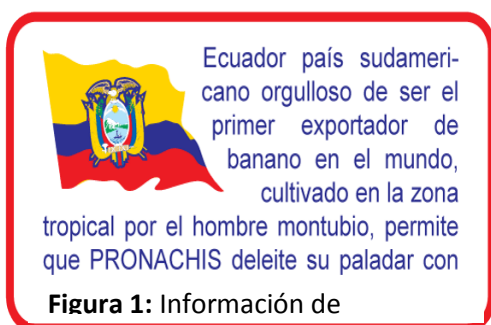 Ecuador país sudameri-
cano orgulloso de ser el
primer exportador de
banano en el mundo,
cultivado en la zona
tropical por el hombre montubio, permite
que PRONACHIS deleite su paladar con
Figura 1: Información de